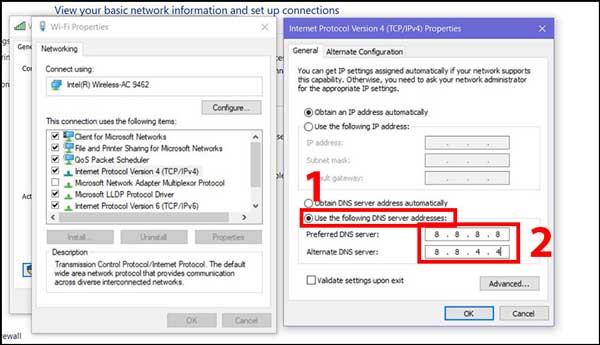 View your basic network information and set up connections
Wi-Fi Properties
Networking
Connect using:
Intel(R) Wireless-AC 9462
Configure...
This connection uses the following items:
Client for Microsoft Networks
File and Printer Sharing for Microsoft Networks
QoS Packet Scheduler
Internet Protocol Version 4 (TCP/IPv4)
Microsoft Network Adapter Multiplexor Protocol
Microsoft LLDP Protocol Driver
Internet Protocol Version 6 (TCP/IPv6)
Install...
Uninstall
Properties
Description
Transmission Control Protocol/Internet Protocol. The default
wide area network protocol that provides communication
across diverse interconnected networks.
OK
Cancel
Internet Protocol Version 4 (TCP/IPv4) Properties
General
Alternate Configuration
You can get IP settings assigned automatically if your network supports
this capability. Otherwise, you need to ask your network administrator
for the appropriate IP settings.
Obtain an IP address automatically
Use the following IP address:
IP address:
Subnet mask:
gateway:
1
Obtain DNS server address automatically
Use the following DNS server addresses:
Preferred DNS server:
8 . 8 . 8 . 8
Alternate DNS server:
8 . 8 . 4 . 4
2
Validate settings upon exit
Advanced...
OK
Cancel